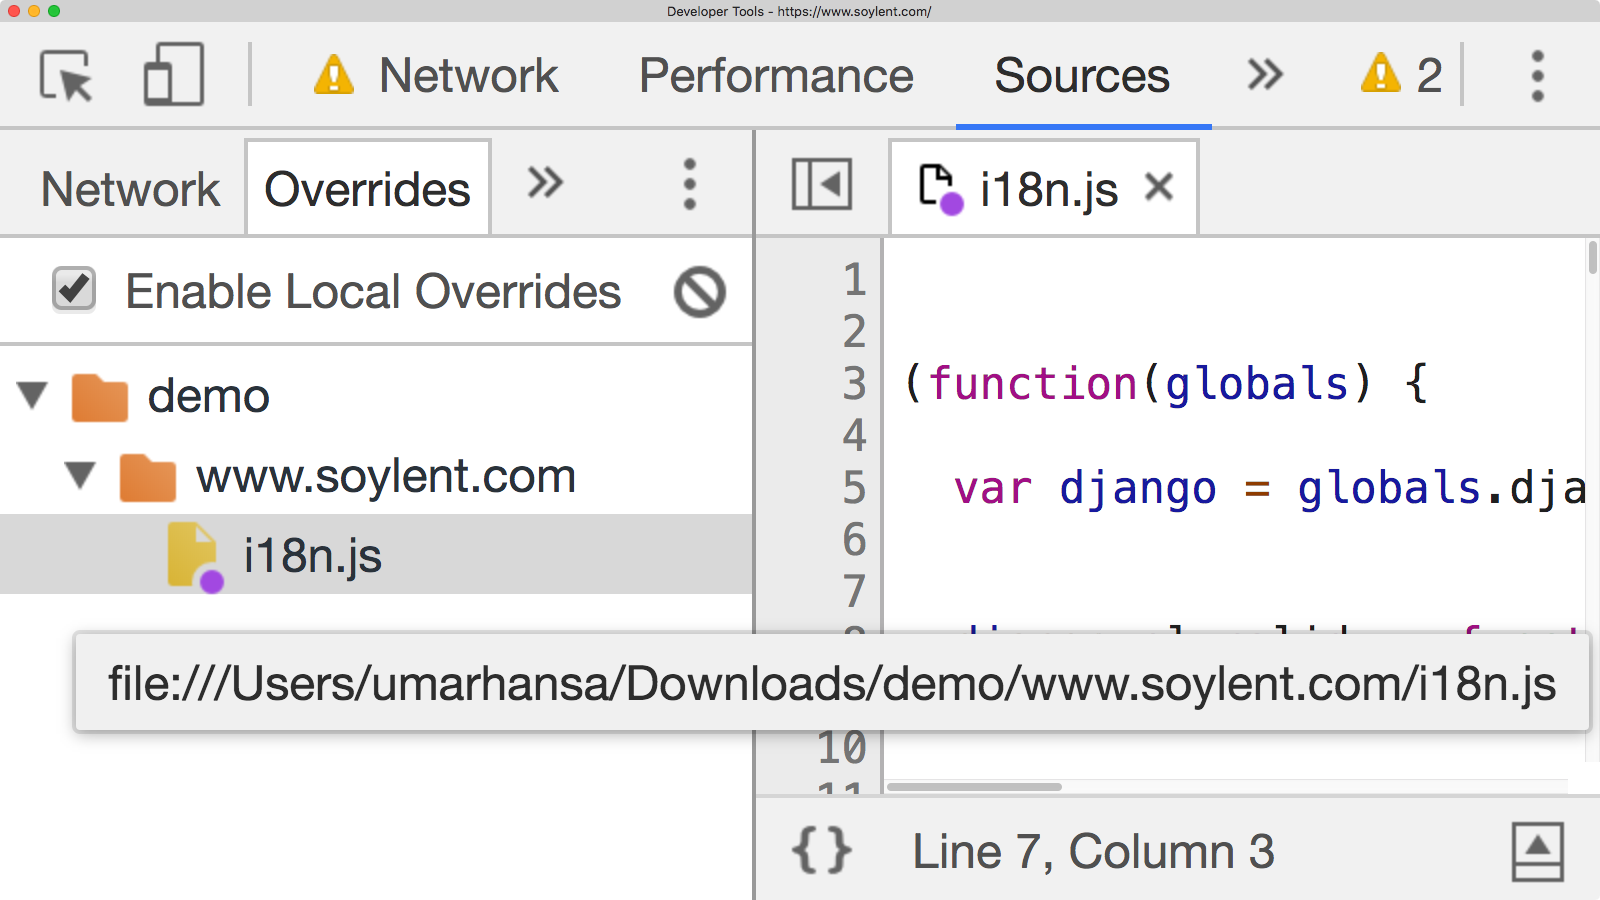 Developer Tools - https://www.soylent.com/
Network Performance Sources 2
Network Overrides
i18n.js
Enable Local Overrides
demo
www.soylent.com
i18n.js
1
2
3 (function(globals) {
4
5 var django = globals.dja
6
7
file:///Users/umarhansa/Downloads/demo/www.soylent.com/i18n.js
10
11
{} Line 7, Column 3